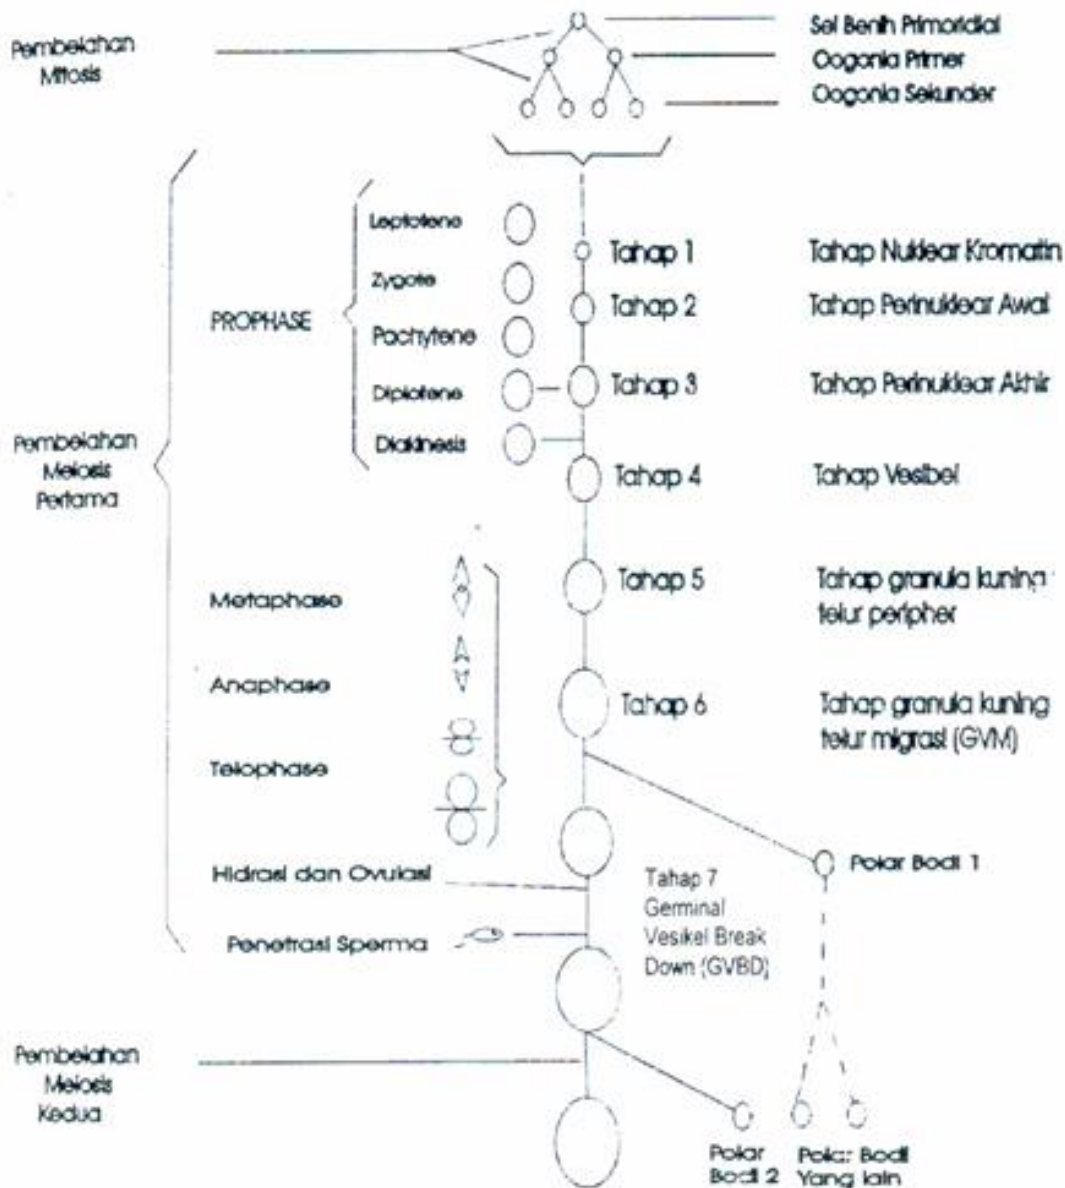 Pembelahan
Mitosis
Sel Benih Primordial
Oogonia Primer
Oogonia Sekunder
Pembelahan
Meiosis
Pertama
PROPHASE
Leptotene
Zygote
Pachytene
Diplotene
Diakinesis
Tahap 1
Tahap Nuklear Kromatin
Tahap 2
Tahap Perinuklear Awal
Tahap 3
Tahap Perinuklear Akhir
Tahap 4
Tahap Vesibel
Metaphase
Anaphase
Telophase
Tahap 5
Tahap granula kuning
telur peripher
Tahap 6
Tahap granula kuning
telur migrasi (GVM)
Hidrasi dan Ovulasi
Penetrasi Sperma
Tahap 7
Germinal
Vesikel Break
Down (GVBD)
Polar Bodi 1
Pembelahan
Meiosis
Kedua
Polar
Bodi 2
Polar Bodi
Yang lain